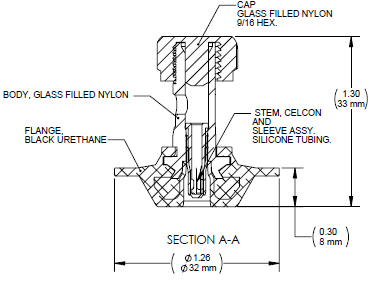 CAP
GLASS FILLED NYLON
9/16 HEX.
BODY, GLASS FILLED NYLON
FLANGE,
BLACK URETHANE
STEM, CELCON
AND
SLEEVE ASSY.
SILICONE TUBING.
(1.30
33 mm)
(0.30
8 mm)
SECTION A-A
(⌀1.26
⌀32 mm)